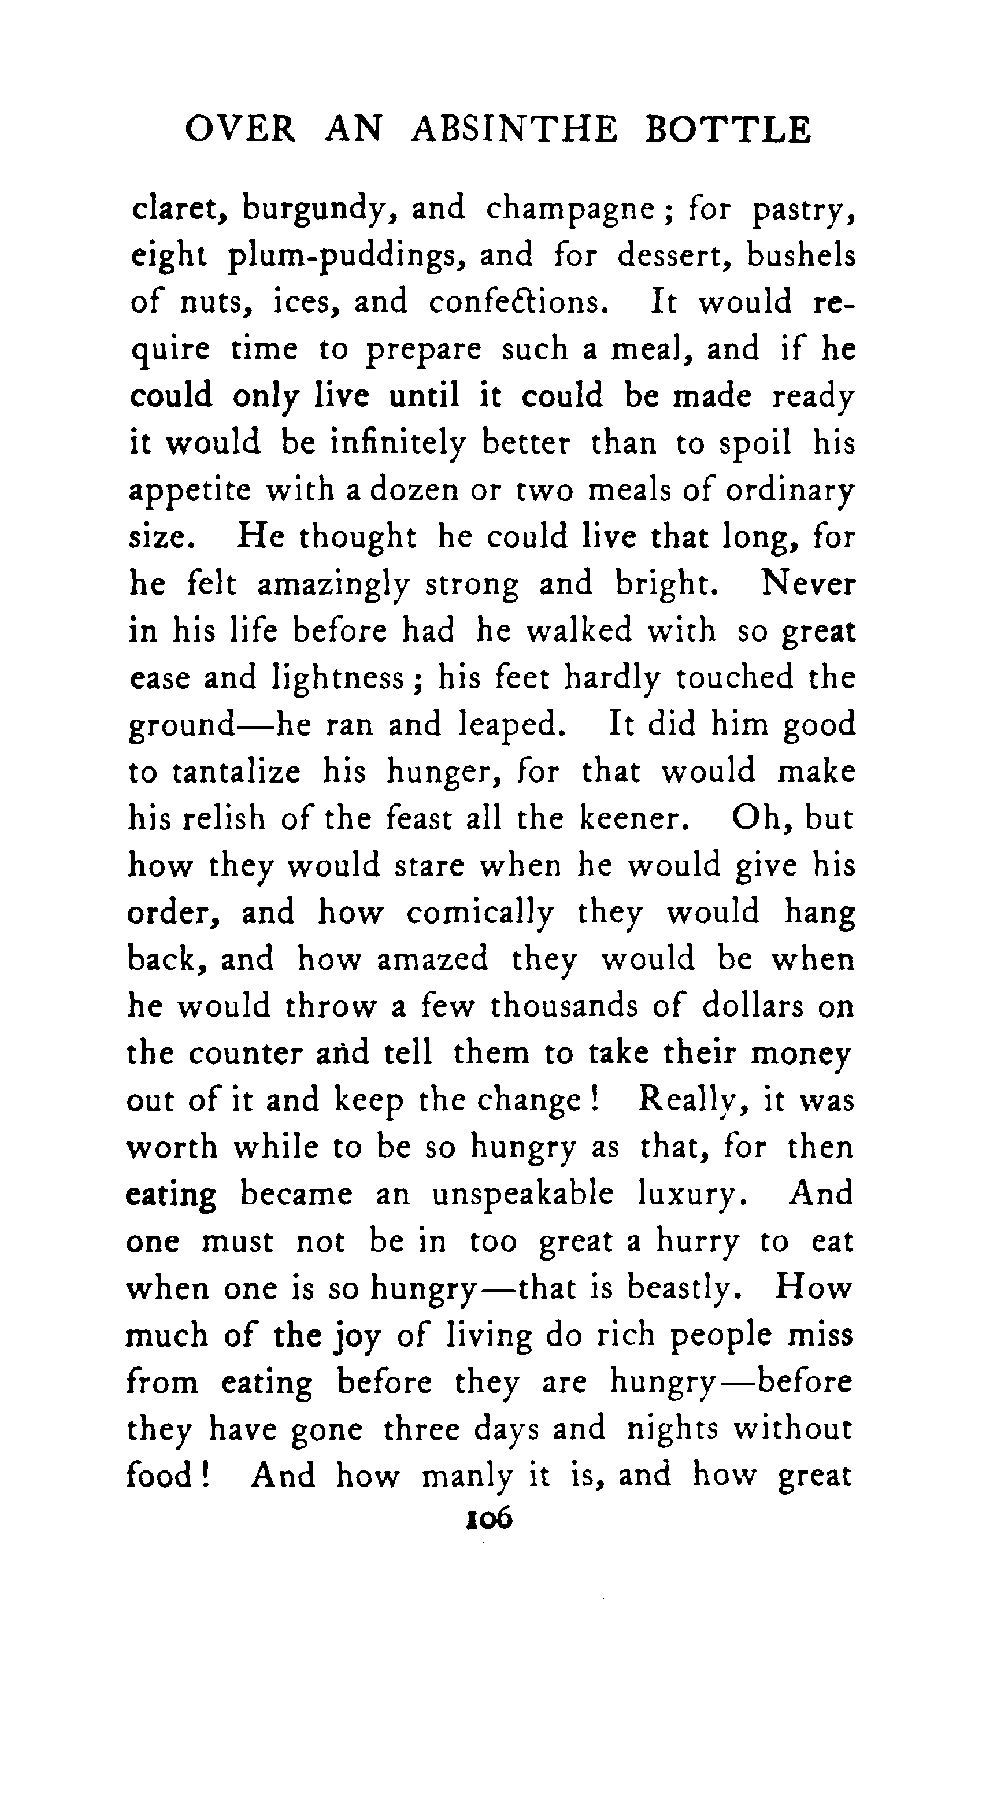 OVER AN ABSINTHE BOTTLE
claret, burgundy, and champagne ; for pastry,
eight plum-puddings, and for dessert, bushels
of nuts, ices, and confections. It would re-
quire time to prepare such a meal, and if he
could only live until it could be made ready
it would be infinitely better than to spoil his
appetite with a dozen or two meals of ordinary
size. He thought he could live that long, for
he felt amazingly strong and bright. Never
in his life before had he walked with so great
ease and lightness ; his feet hardly touched the
ground—he ran and leaped. It did him good
to tantalize his hunger, for that would make
his relish of the feast all the keener. Oh, but
how they would stare when he would give his
order, and how comically they would hang
back, and how amazed they would be when
he would throw a few thousands of dollars on
the counter and tell them to take their money
out of it and keep the change ! Really, it was
worth while to be so hungry as that, for then
eating became an unspeakable luxury. And
one must not be in too great a hurry to eat
when one is so hungry—that is beastly. How
much of the joy of living do rich people miss
from eating before they are hungry—before
they have gone three days and nights without
food ! And how manly it is, and how great
106